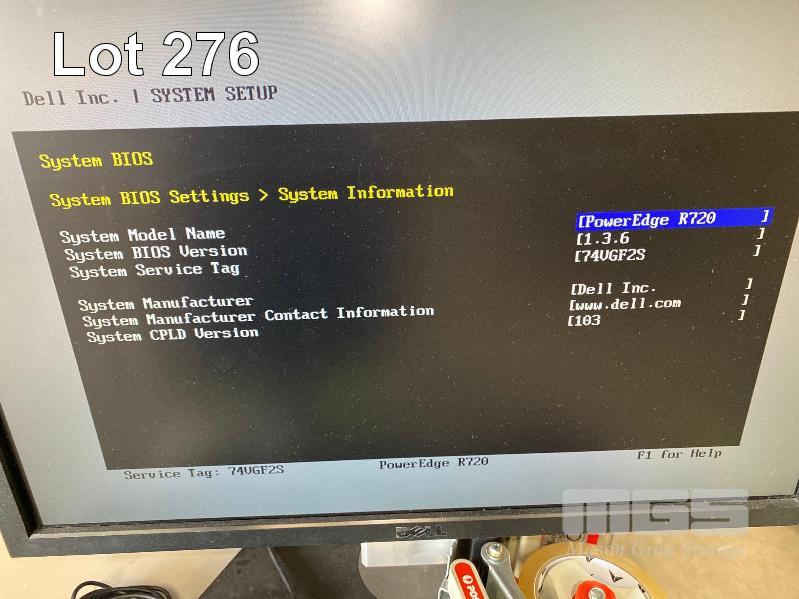 Lot 276
Dell Inc. | SYSTEM SETUP
System BIOS
System BIOS Settings > System Information
System Model Name [PowerEdge R720 ]
System BIOS Version [1.3.6 ]
System Service Tag [74VGF2S ]
System Manufacturer [Dell Inc. ]
System Manufacturer Contact Information [www.dell.com ]
System CPLD Version [103 ]
Service Tag: 74VGF2S PowerEdge R720 F1 for Help
DELL
MGS